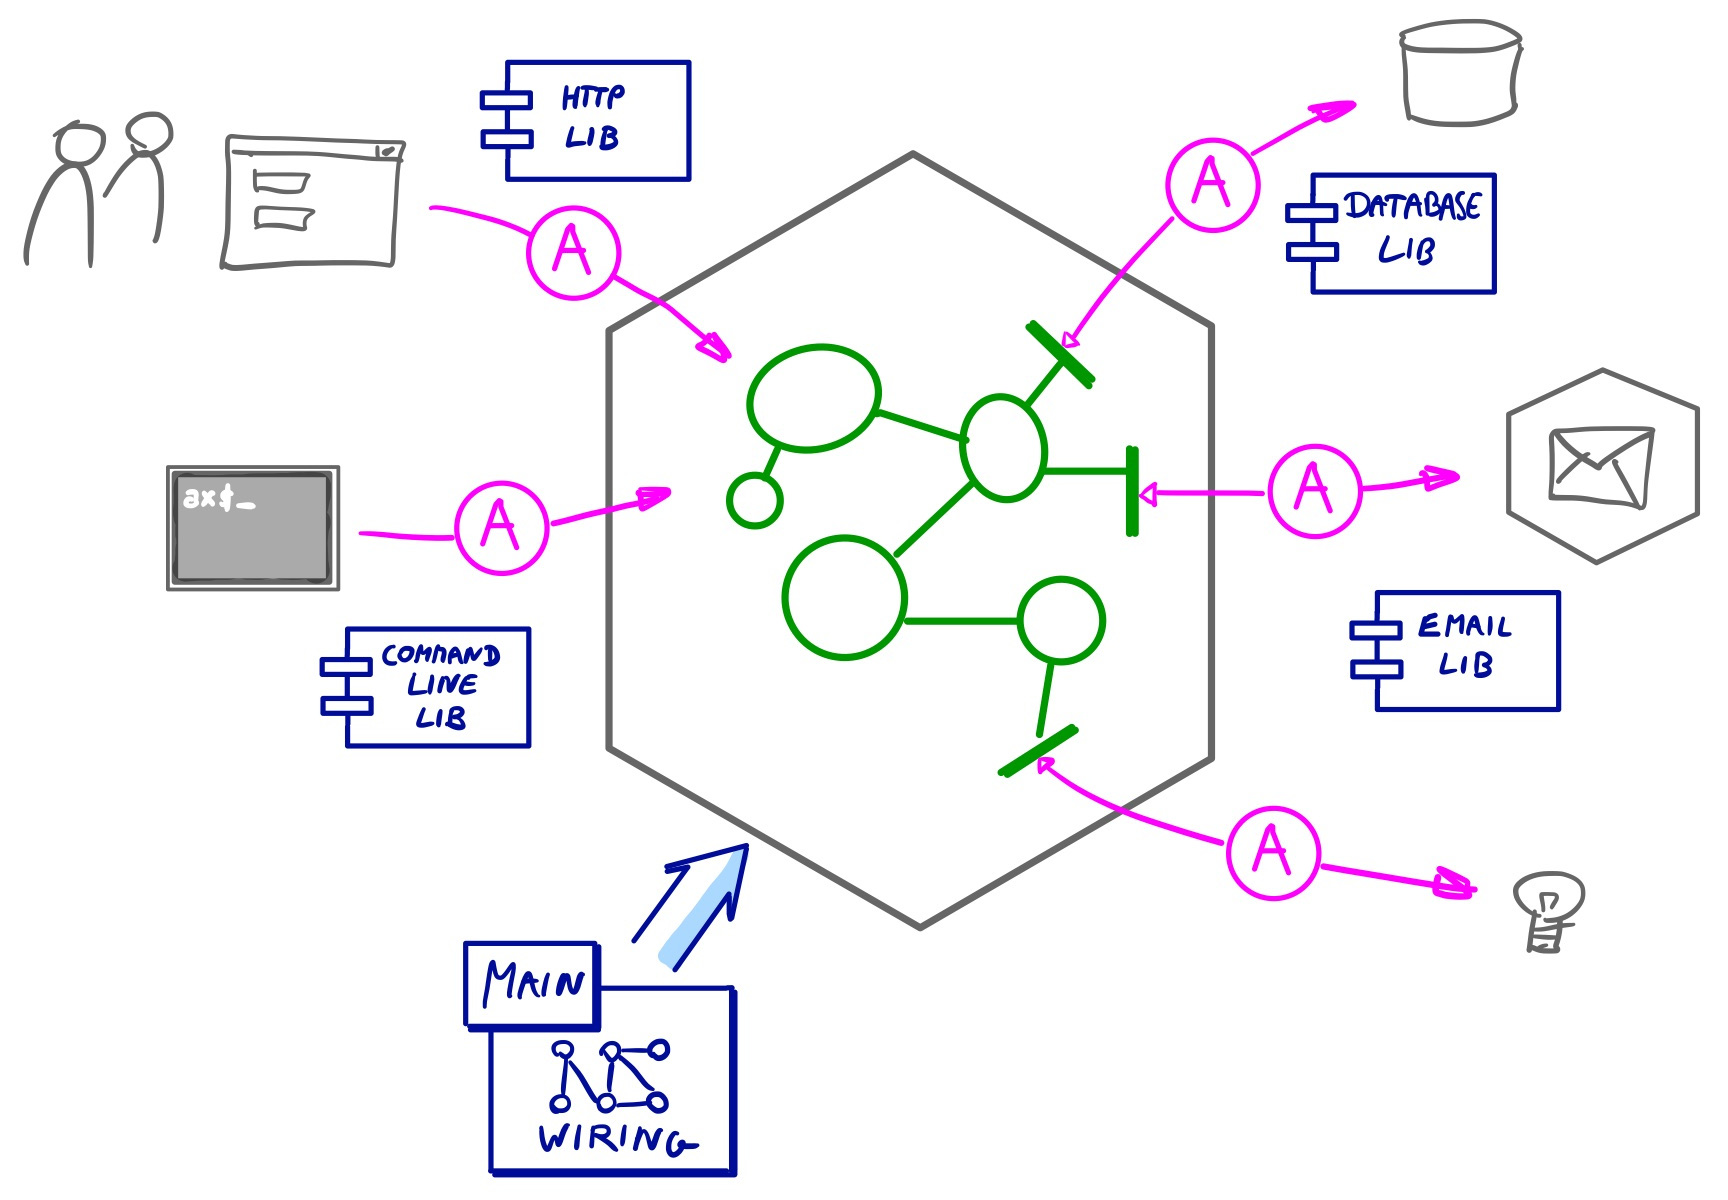 HTTP
LIB
A
A
DATABASE
LIB
ax$_
A
A
COMMAND
LINE
LIB
EMAIL
LIB
A
MAIN
WIRING